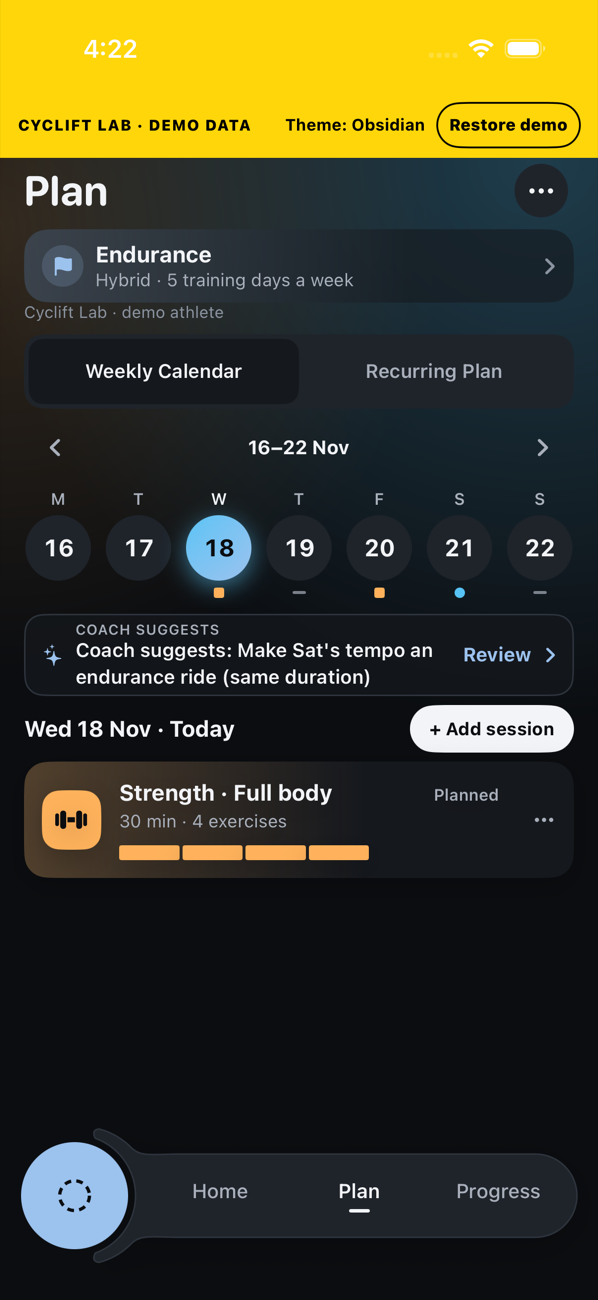 4:22
CYCLIFT LAB · DEMO DATA
Theme: Obsidian
Restore demo
Plan
Endurance
Hybrid · 5 training days a week
Cyclift Lab · demo athlete
Weekly Calendar
Recurring Plan
16–22 Nov
M T W T F S S
16 17 18 19 20 21 22
COACH SUGGESTS
Coach suggests: Make Sat's tempo an
endurance ride (same duration)
Review
Wed 18 Nov · Today
+ Add session
Strength · Full body
Planned
30 min · 4 exercises
Home
Plan
Progress